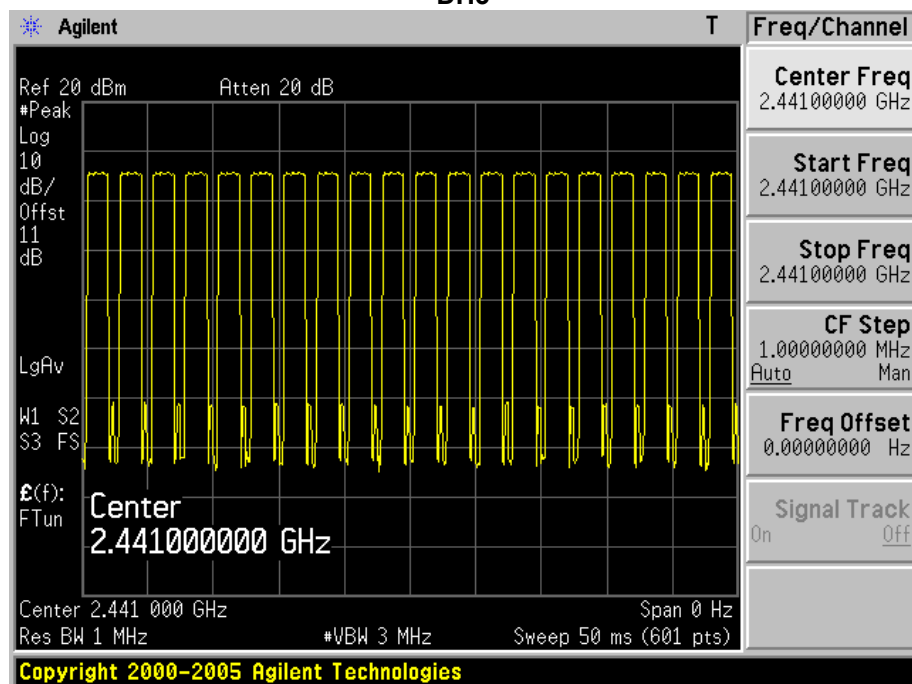 Agilent T Freq/Channel
Ref 20 dBm Atten 20 dB
#Peak
Log
10
dB/
Offst
11
dB
LgAv
W1 S2
S3 FS
£(f):
FTun
Center
2.441000000 GHz
Center 2.441 000 GHz Span 0 Hz
Res BW 1 MHz #VBW 3 MHz Sweep 50 ms (601 pts)
Center Freq
2.44100000 GHz
Start Freq
2.44100000 GHz
Stop Freq
2.44100000 GHz
CF Step
1.00000000 MHz
Auto Man
Freq Offset
0.00000000 Hz
Signal Track
On Off
Copyright 2000-2005 Agilent Technologies